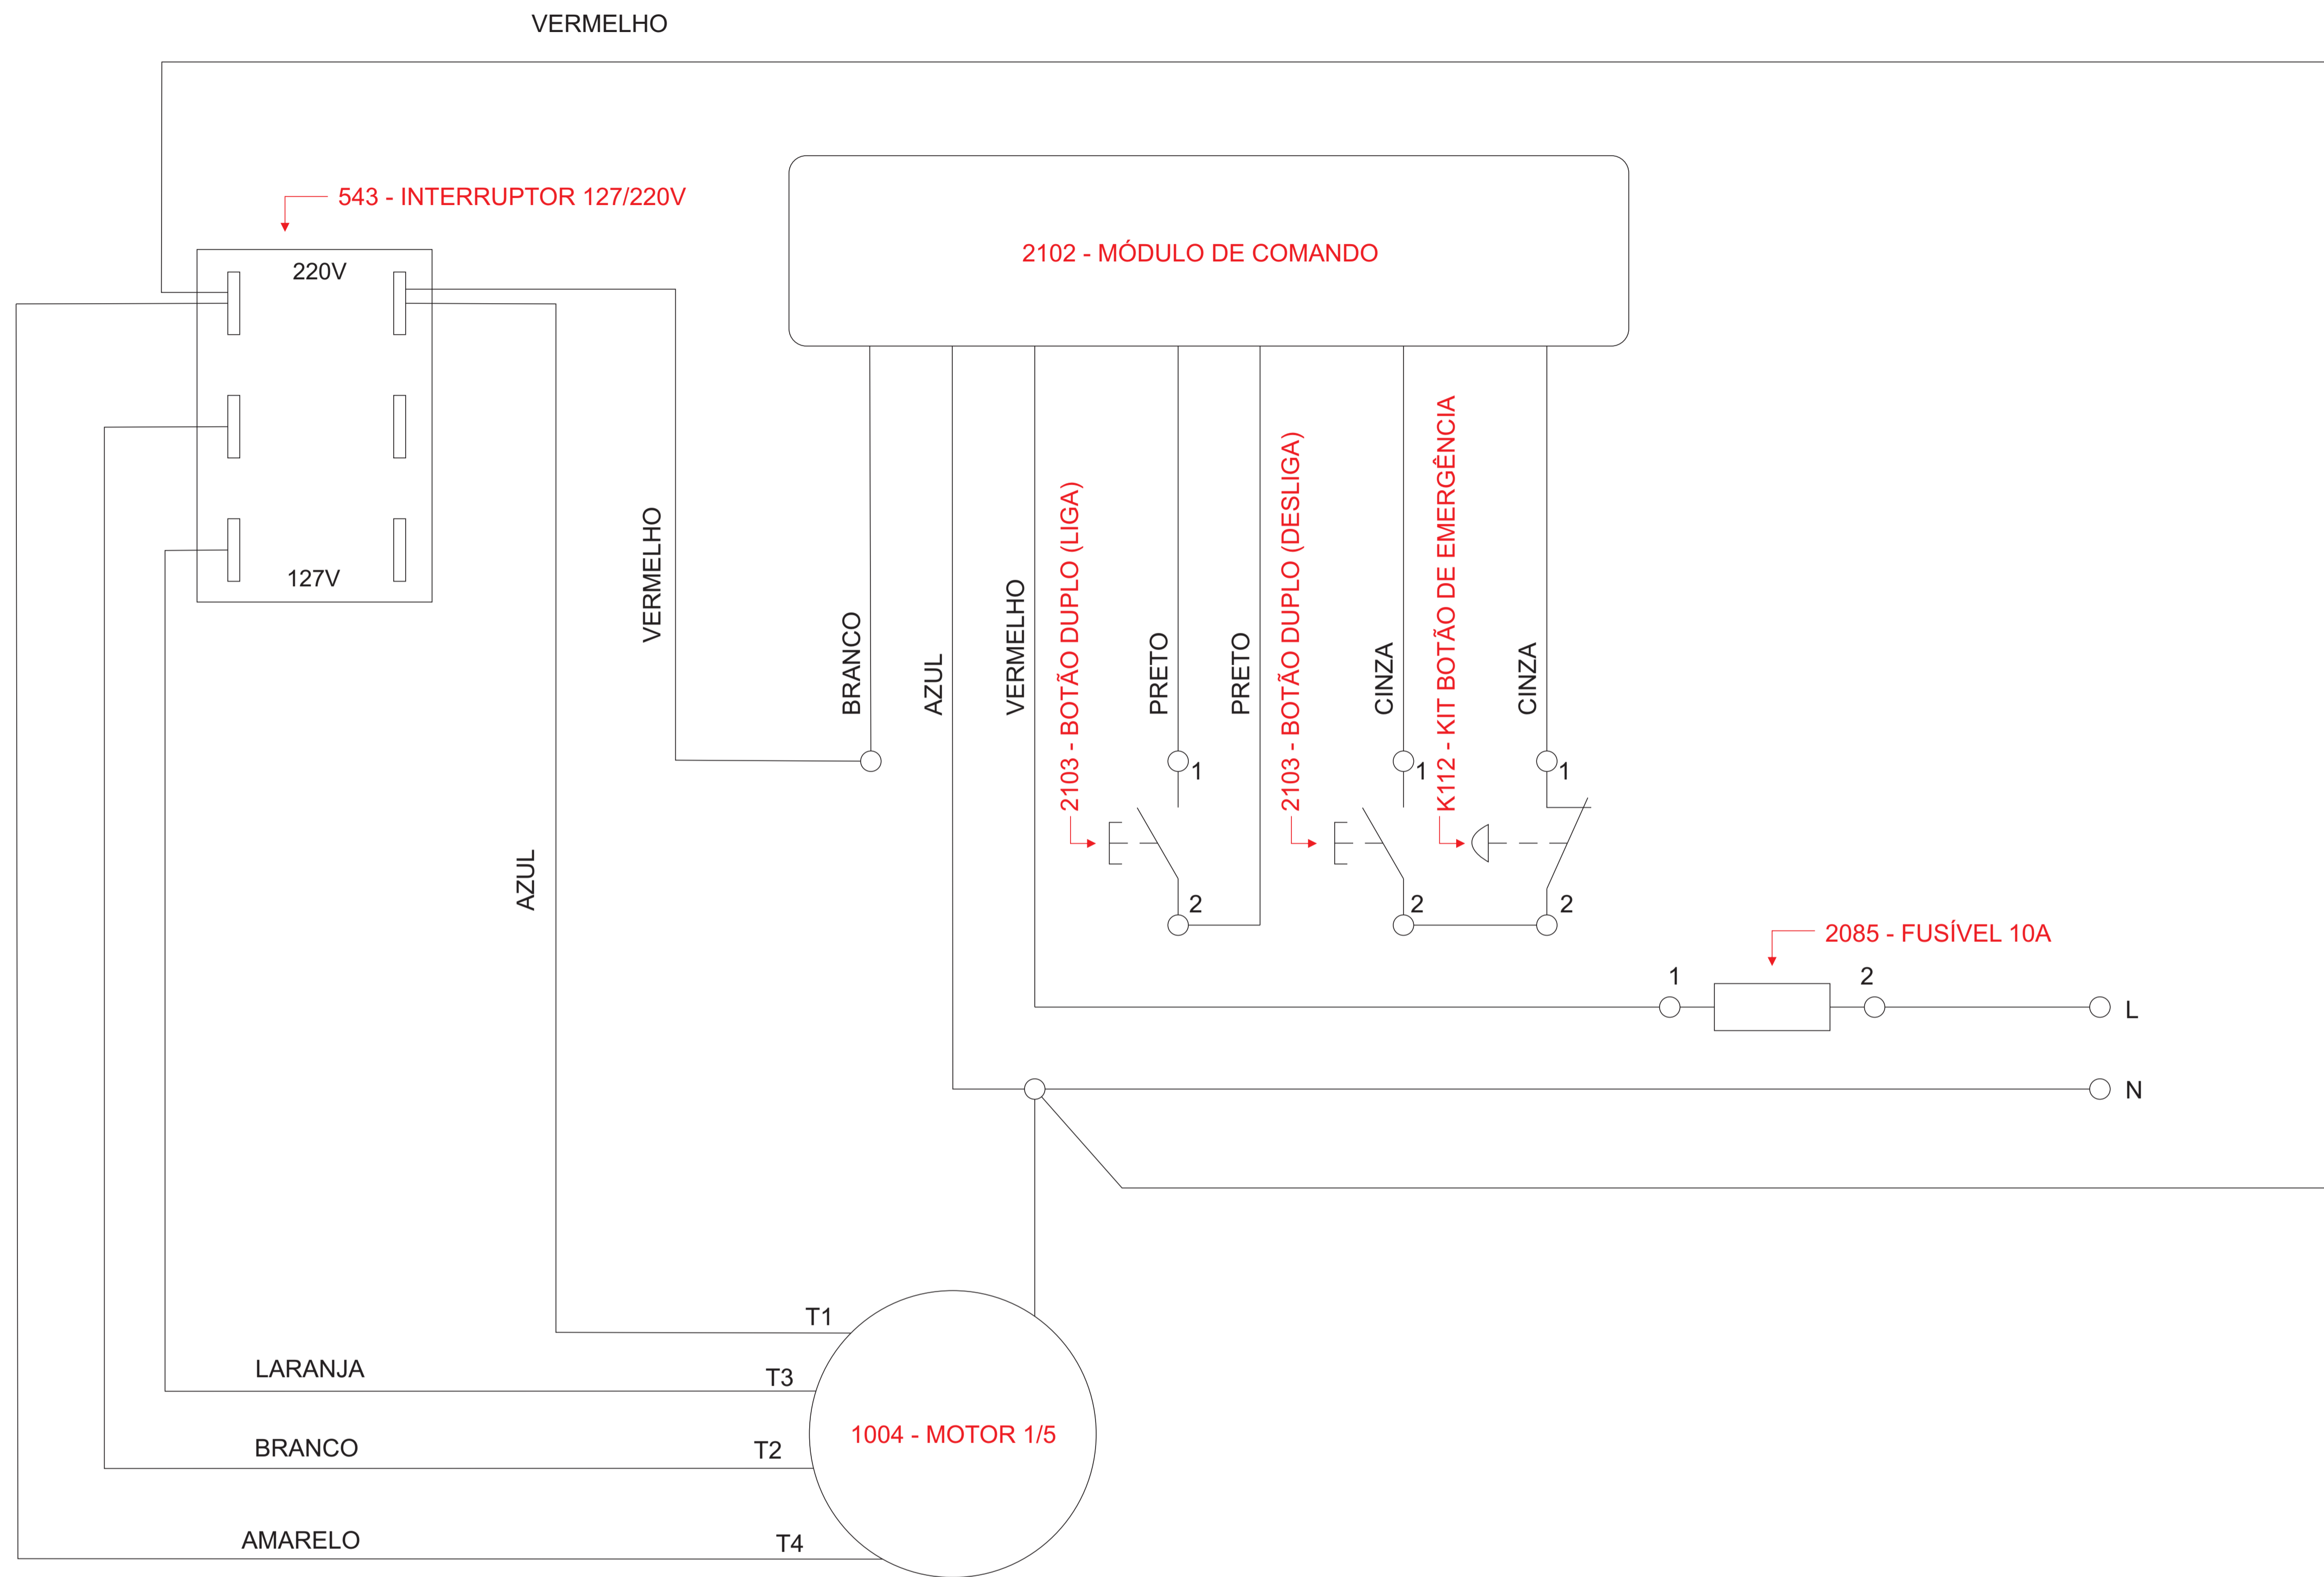 VERMELHO
543 - INTERRUPTOR 127/220V
220V
127V
2102 - MÓDULO DE COMANDO
VERMELHO
AZUL
BRANCO
AZUL
VERMELHO
2103 - BOTÃO DUPLO (LIGA)
PRETO
PRETO
2103 - BOTÃO DUPLO (DESLIGA)
CINZA
K112 - KIT BOTÃO DE EMERGÊNCIA
CINZA
1
1
1
2
2
2
2085 - FUSÍVEL 10A
1
2
L
N
T1
LARANJA
T3
1004 - MOTOR 1/5
BRANCO
T2
AMARELO
T4